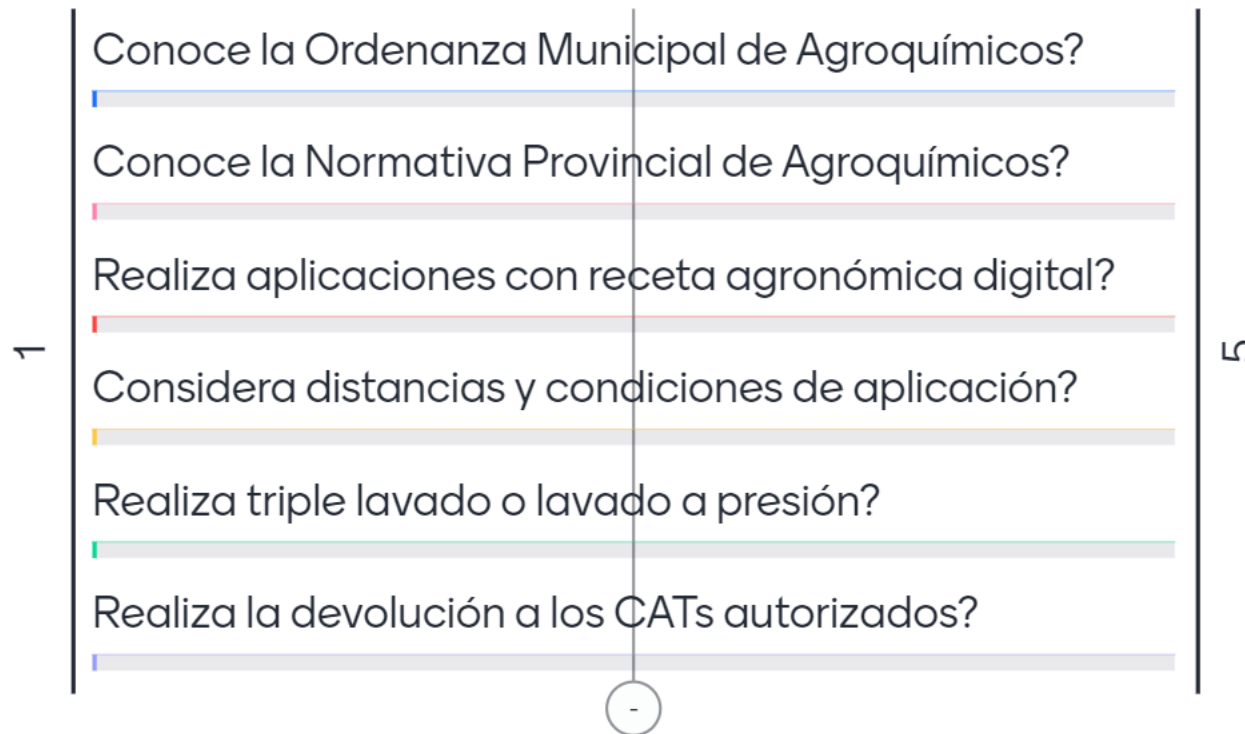 Conoce la Ordenanza Municipal de Agroquímicos?
Conoce la Normativa Provincial de Agroquímicos?
Realiza aplicaciones con receta agronómica digital?
1
5
Considera distancias y condiciones de aplicación?
Realiza triple lavado o lavado a presión?
Realiza la devolución a los CATs autorizados?
-